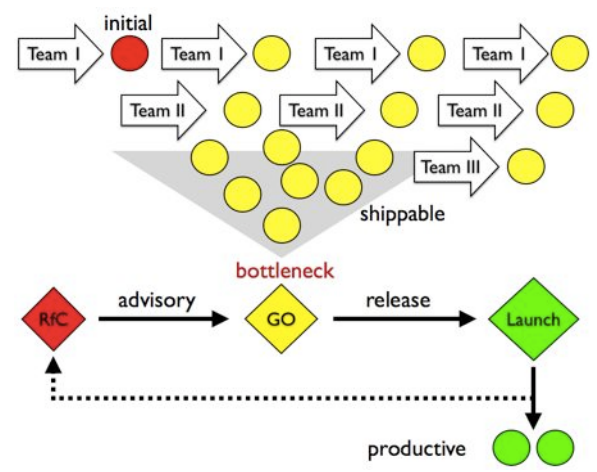 initial
Team I
Team I
Team I
Team I
Team II
Team II
Team II
Team III
shippable
bottleneck
RfC
advisory
GO
release
Launch
productive